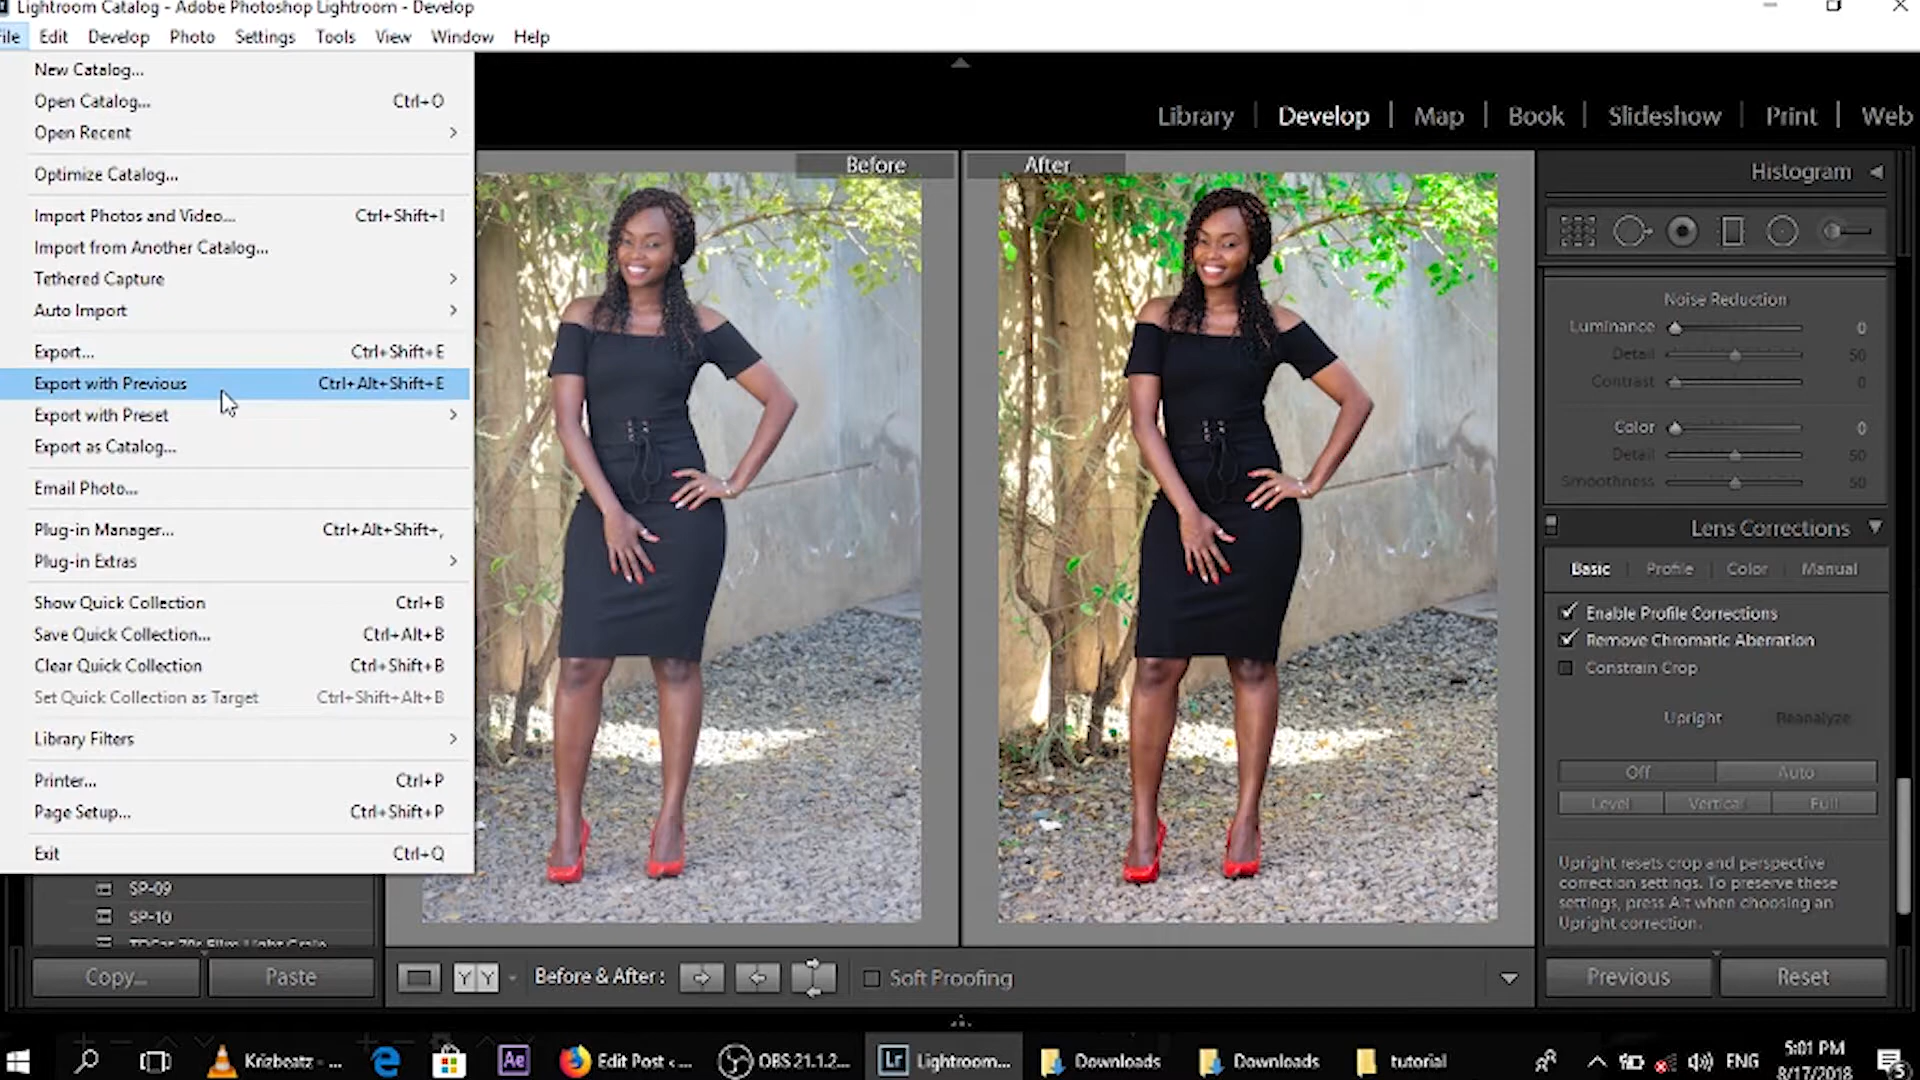 Lightroom Catalog - Adobe Photoshop Lightroom - Develop
File Edit Develop Photo Settings Tools View Window Help
New Catalog...
Open Catalog... Ctrl+O
Open Recent
Optimize Catalog...
Import Photos and Video... Ctrl+Shift+I
Import from Another Catalog...
Tethered Capture
Auto Import
Export... Ctrl+Shift+E
Export with Previous Ctrl+Alt+Shift+E
Export with Preset
Export as Catalog...
Email Photo...
Plug-in Manager... Ctrl+Alt+Shift+,
Plug-in Extras
Show Quick Collection Ctrl+B
Save Quick Collection... Ctrl+Alt+B
Clear Quick Collection Ctrl+Shift+B
Set Quick Collection as Target Ctrl+Shift+Alt+B
Library Filters
Printer... Ctrl+P
Page Setup... Ctrl+Shift+P
Exit Ctrl+Q
SP-09
SP-10
Copy... Paste
Library | Develop | Map | Book | Slideshow | Print | Web
Before After
YY Before & After : Soft Proofing
Histogram
Noise Reduction
Luminance 0
Detail 50
Contrast 0
Color 0
Detail 50
Smoothness 50
Lens Corrections
Basic Profile Color Manual
Enable Profile Corrections
Remove Chromatic Aberration
Constrain Crop
Upright Reanalyze
Off Auto
Level Vertical Full
Upright resets crop and perspective
correction settings. To preserve these
settings, press Alt when choosing an
Upright correction.
Previous Reset
Krizbeatz - ... Ae Edit Post <... OBS 21.1.2... Lr Lightroom... Downloads Downloads tutorial ENG 5:01 PM
8/17/2018 5